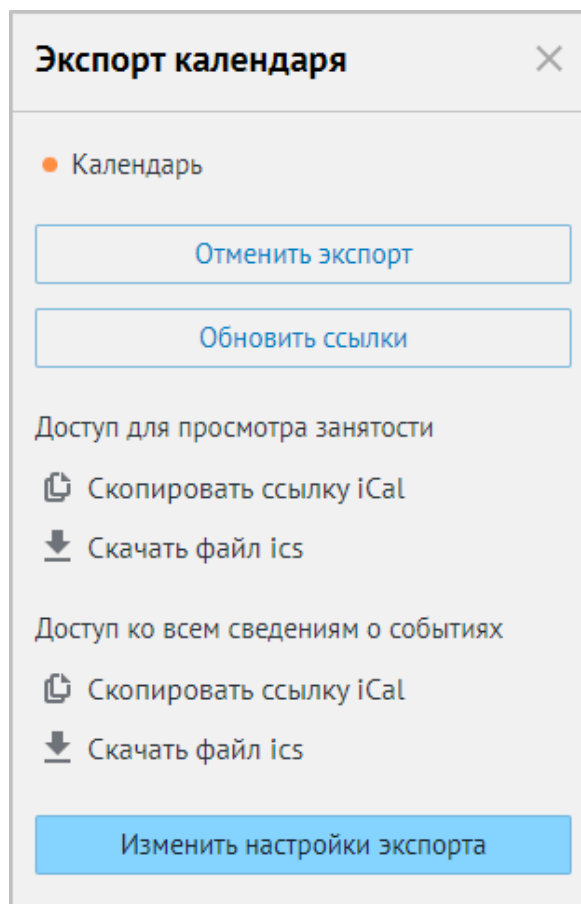 Экспорт календаря
Календарь
Отменить экспорт
Обновить ссылки
Доступ для просмотра занятости
Скопировать ссылку iCal
Скачать файл ics
Доступ ко всем сведениям о событиях
Скопировать ссылку iCal
Скачать файл ics
Изменить настройки экспорта